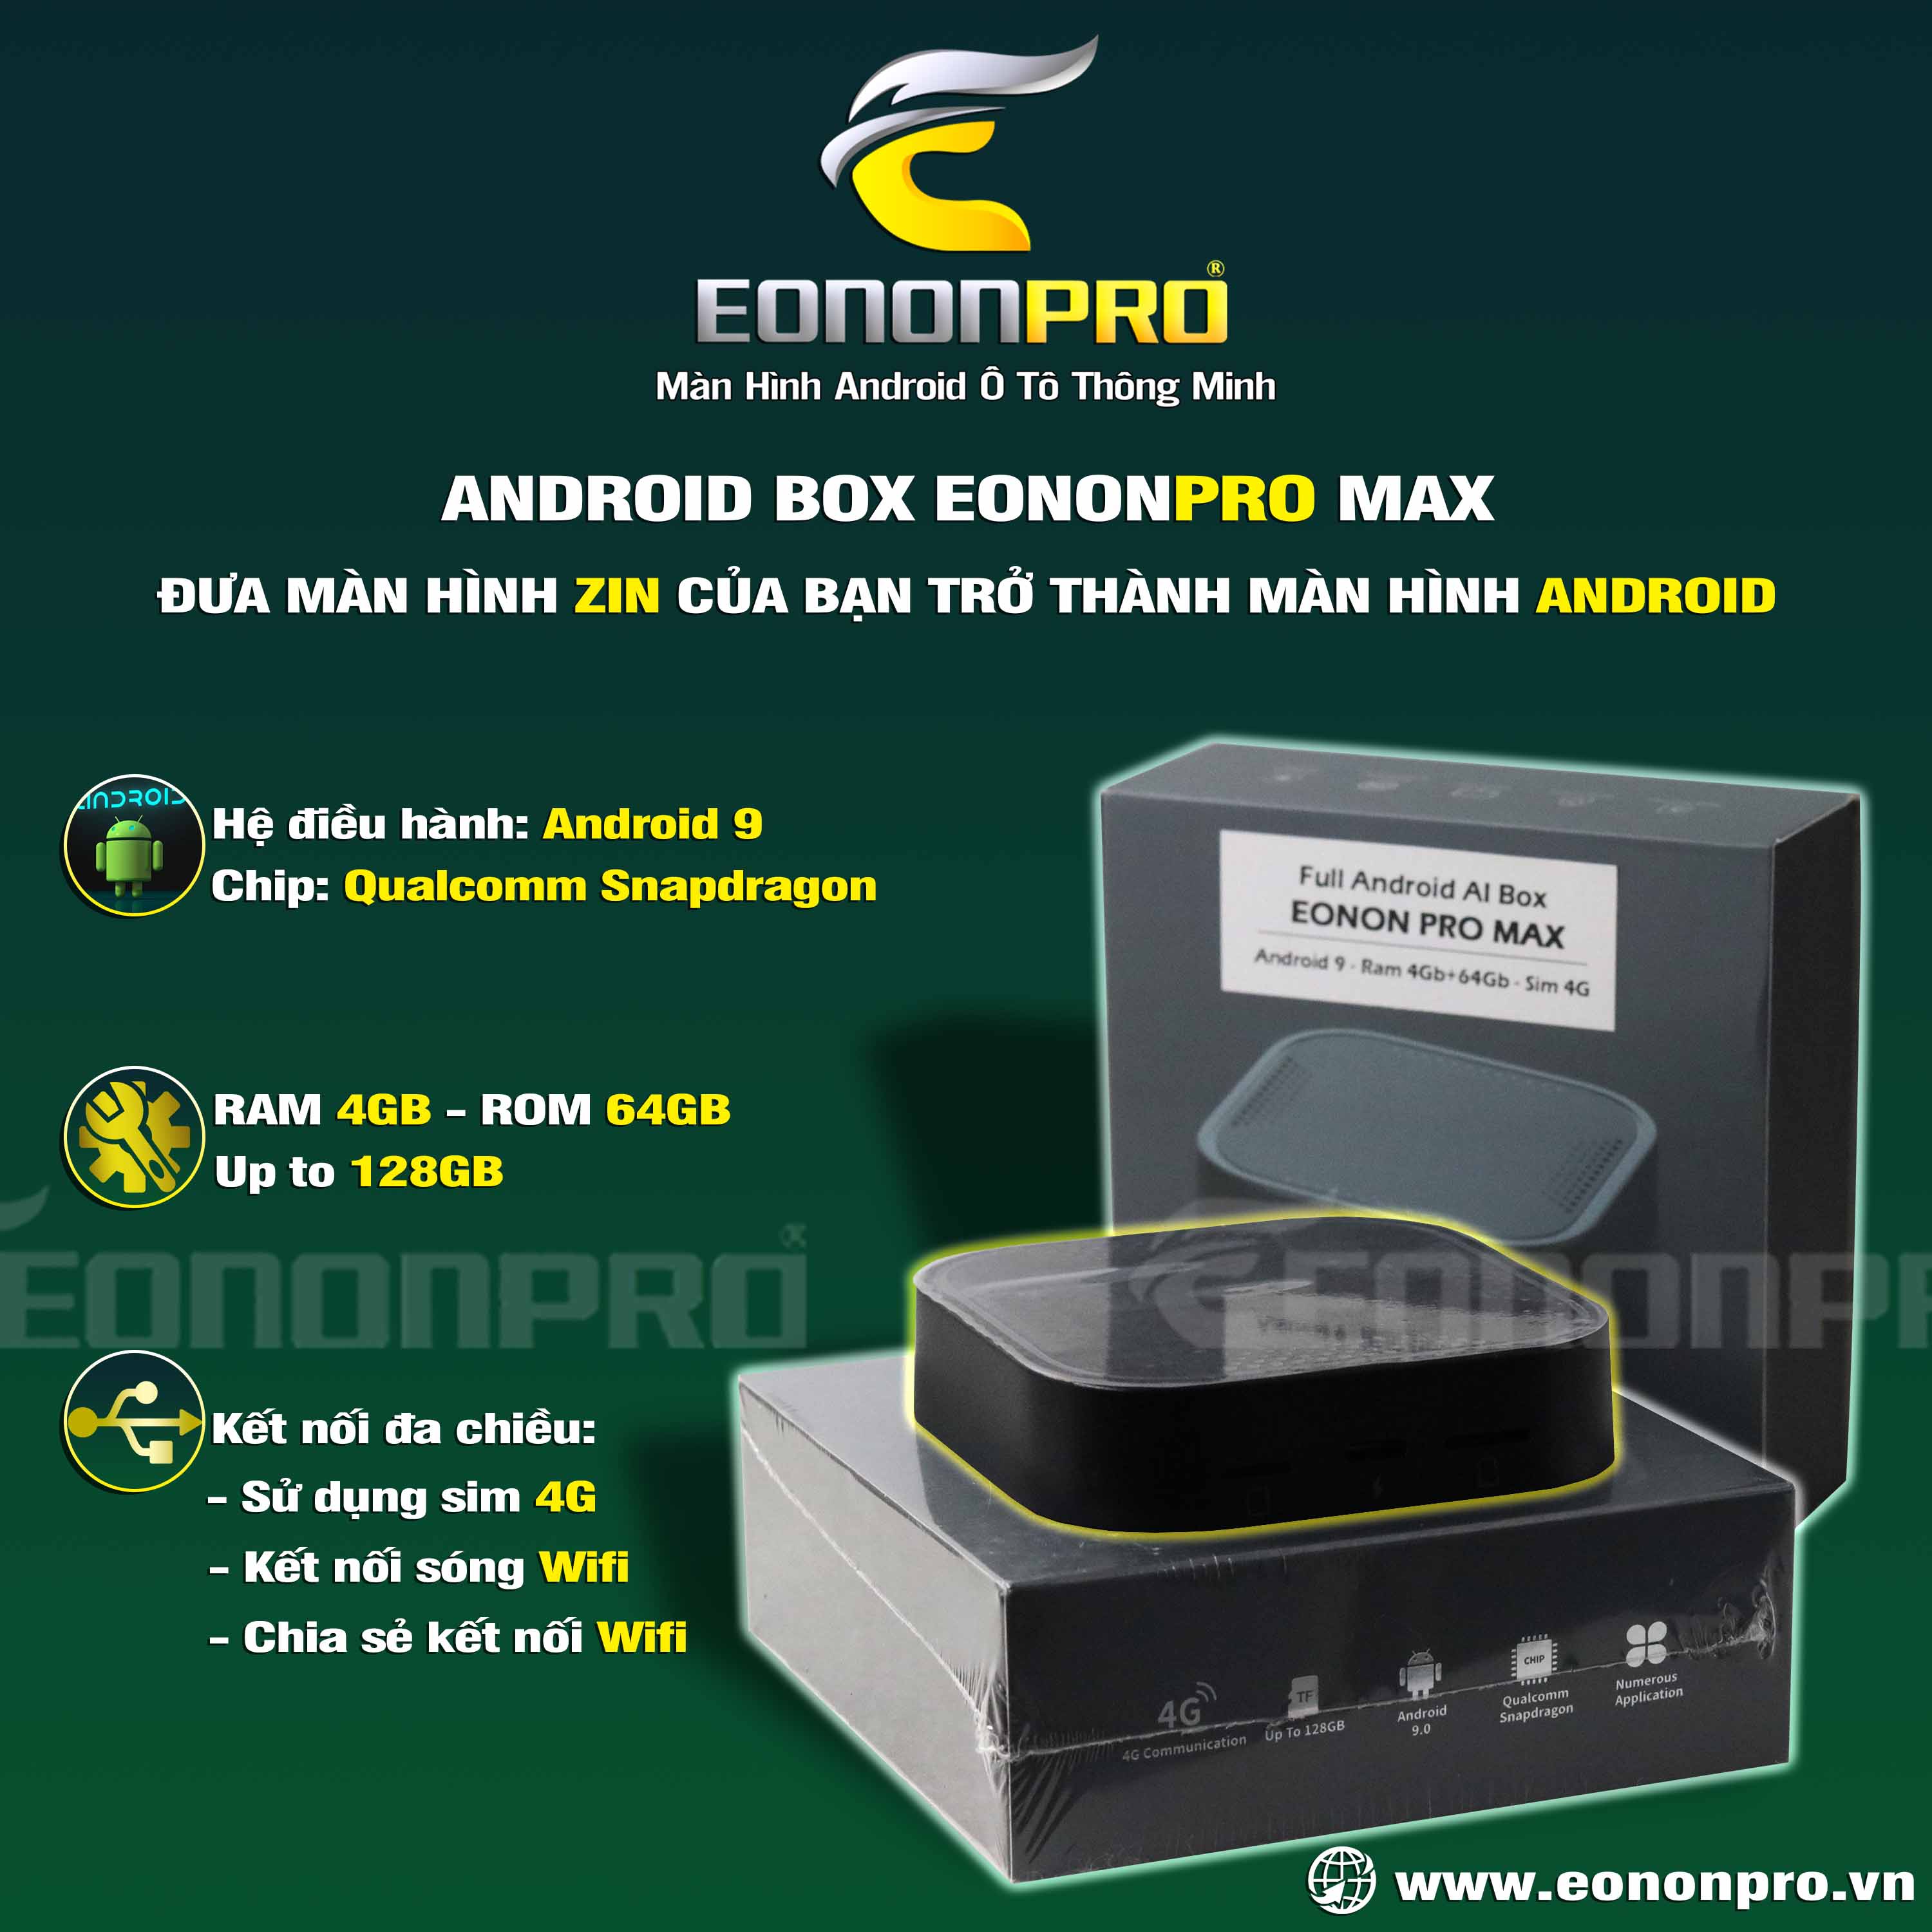 EONONPRO®
Màn Hình Android Ô Tô Thông Minh
ANDROID BOX EONONPRO MAX
ĐƯA MÀN HÌNH ZIN CỦA BẠN TRỞ THÀNH MÀN HÌNH ANDROID
ANDROID
Hệ điều hành: Android 9
Chip: Qualcomm Snapdragon
RAM 4GB - ROM 64GB
Up to 128GB
Kết nối đa chiều:
- Sử dụng sim 4G
- Kết nối sóng Wifi
- Chia sẻ kết nối Wifi
Full Android AI Box
EONON PRO MAX
Android 9 - Ram 4Gb+64Gb - Sim 4G
EONONPRO®
EONONP
4G
4G Communication
TF
Up To 128GB
Android
9.0
CHIP
Qualcomm
Snapdragon
Numerous
Application
www.eononpro.vn